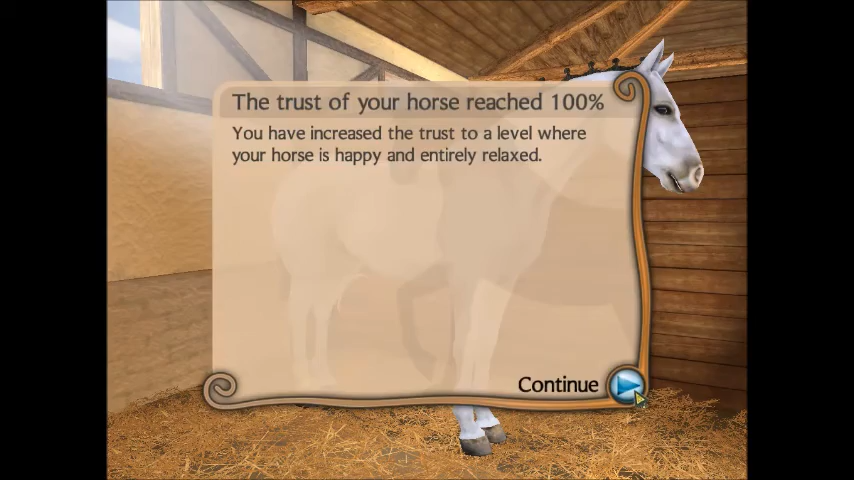 The trust of your horse reached 100%
You have increased the trust to a level where
your horse is happy and entirely relaxed.
Continue